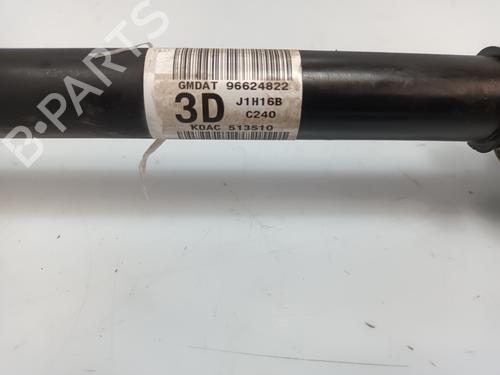 B-PARTS
GMDAT 96624822
3D J1H16B
C240
KDAC 513510